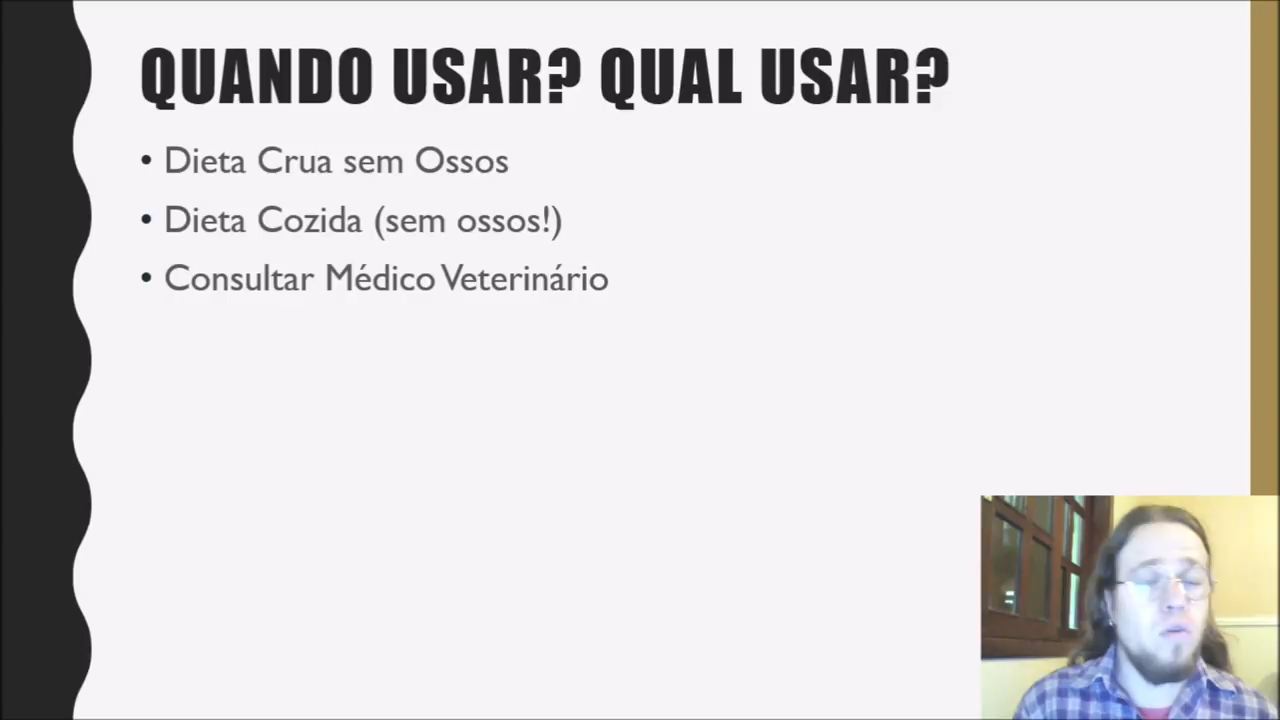 QUANDO USAR? QUAL USAR?
• Dieta Crua sem Ossos
• Dieta Cozida (sem ossos!)
• Consultar Médico Veterinário